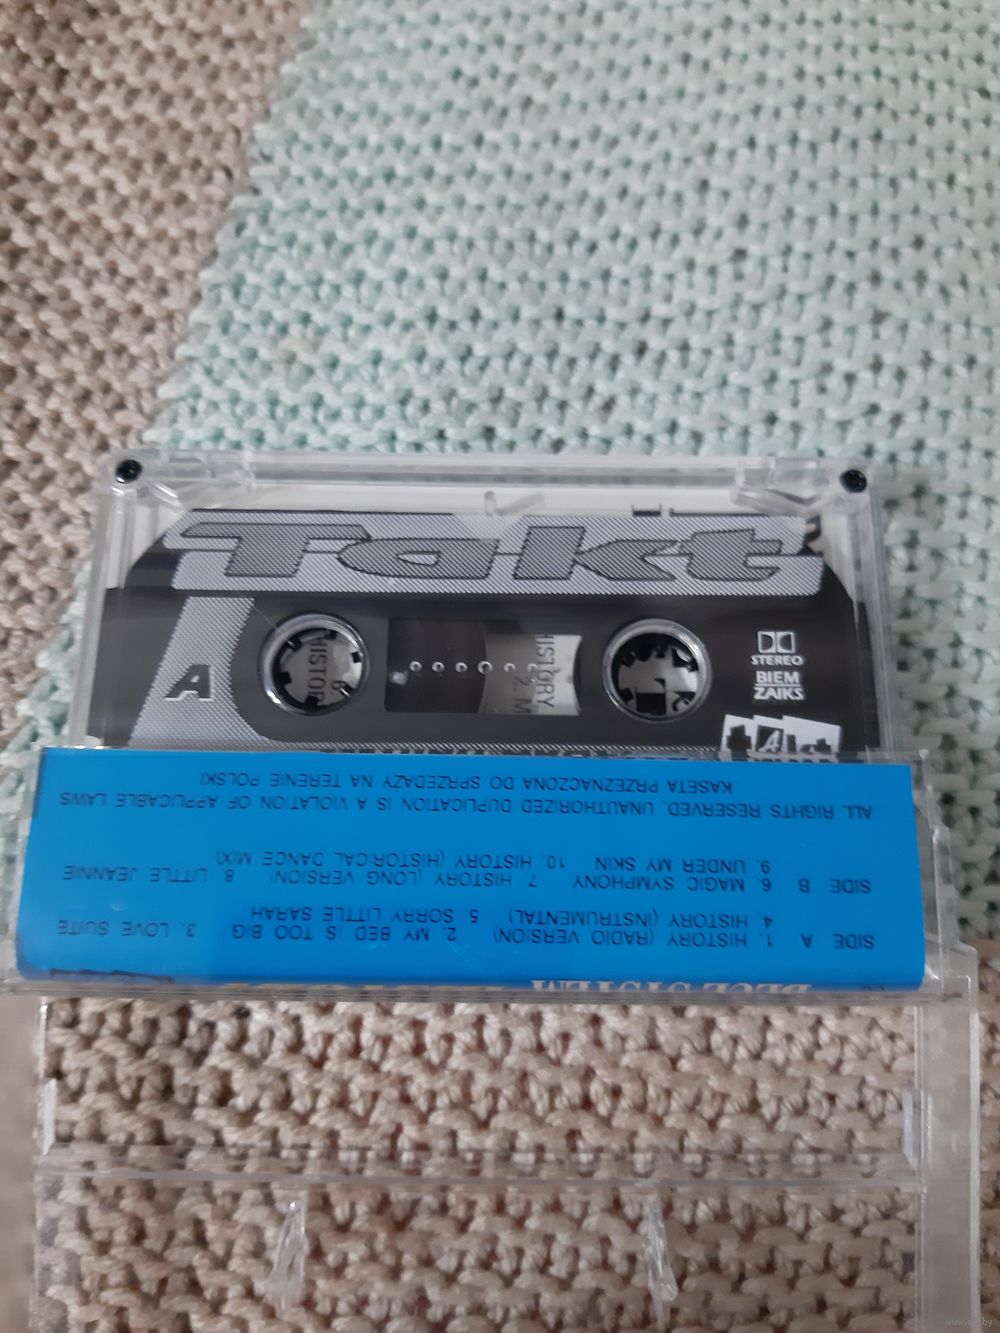 Takt
A
STEREO
BIEM
ZAIKS
HISTORY
2. M
HISTOR
6.
BLUE SYSTEM
SIDE A 1. HISTORY (RADIO VERSION) 2. MY BED IS TOO BIG 3. LOVE SUITE
4. HISTORY (INSTRUMENTAL) 5. SORRY LITTLE SARAH
SIDE B 6. MAGIC SYMPHONY 7. HISTORY (LONG VERSION) 8. LITTLE JEANNIE
9. UNDER MY SKIN 10. HISTORY (HISTORICAL DANCE MIX)
ALL RIGHTS RESERVED, UNAUTHORIZED DUPLICATION IS A VIOLATION OF APPLICABLE LAWS
KASETA PRZEZNACZONA DO SPRZEDAŻY NA TERENIE POLSKI